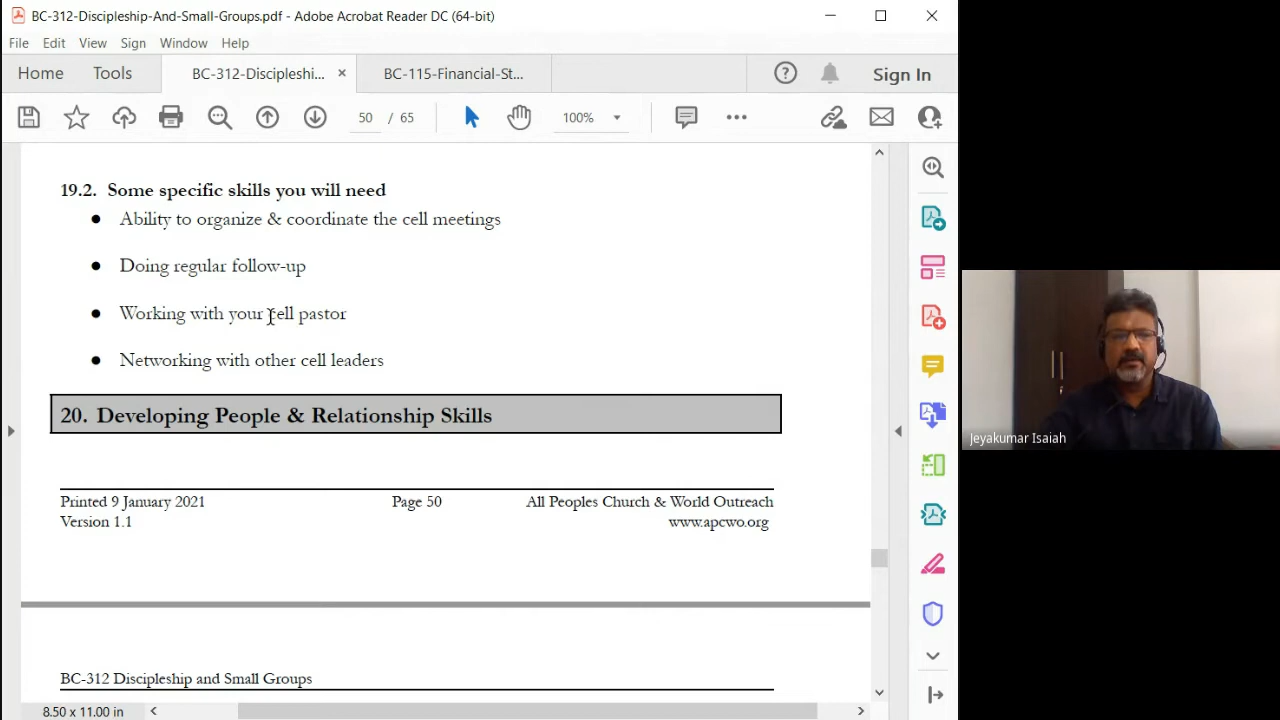 BC-312-Discipleship-And-Small-Groups.pdf - Adobe Acrobat Reader DC (64-bit)
File Edit View Sign Window Help
Home Tools BC-312-Discipleshi... BC-115-Financial-St... Sign In
50 / 65 100%
19.2. Some specific skills you will need
● Ability to organize & coordinate the cell meetings
● Doing regular follow-up
● Working with your cell pastor
● Networking with other cell leaders
20. Developing People & Relationship Skills
Printed 9 January 2021 Page 50 All Peoples Church & World Outreach
Version 1.1 www.apcwo.org
BC-312 Discipleship and Small Groups
8.50 x 11.00 in
Jeyakumar Isaiah